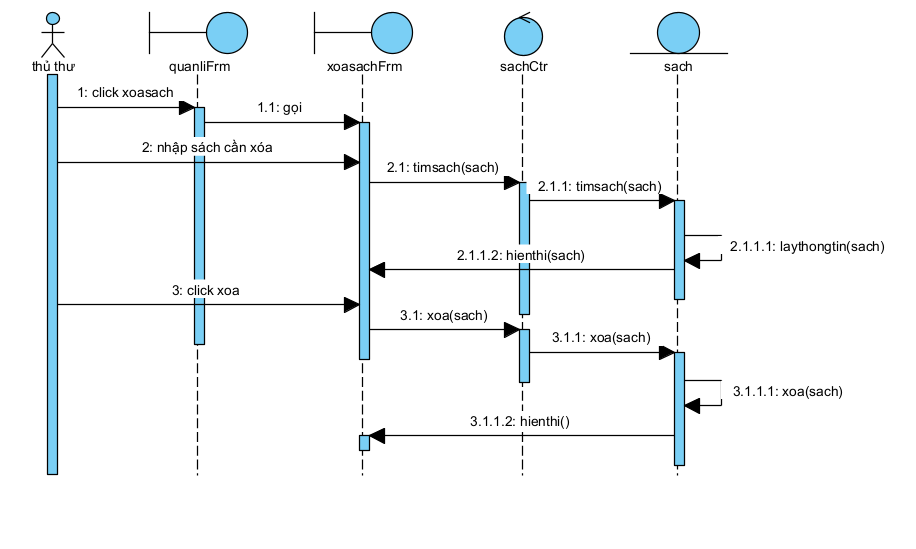 thủ thư
quanliFrm
xoasachFrm
sachCtr
sach
1: click xoasach
1.1: gọi
2: nhập sách cần xóa
2.1: timsach(sach)
2.1.1: timsach(sach)
2.1.1.1: laythongtin(sach)
2.1.1.2: hienthi(sach)
3: click xoa
3.1: xoa(sach)
3.1.1: xoa(sach)
3.1.1.1: xoa(sach)
3.1.1.2: hienthi()